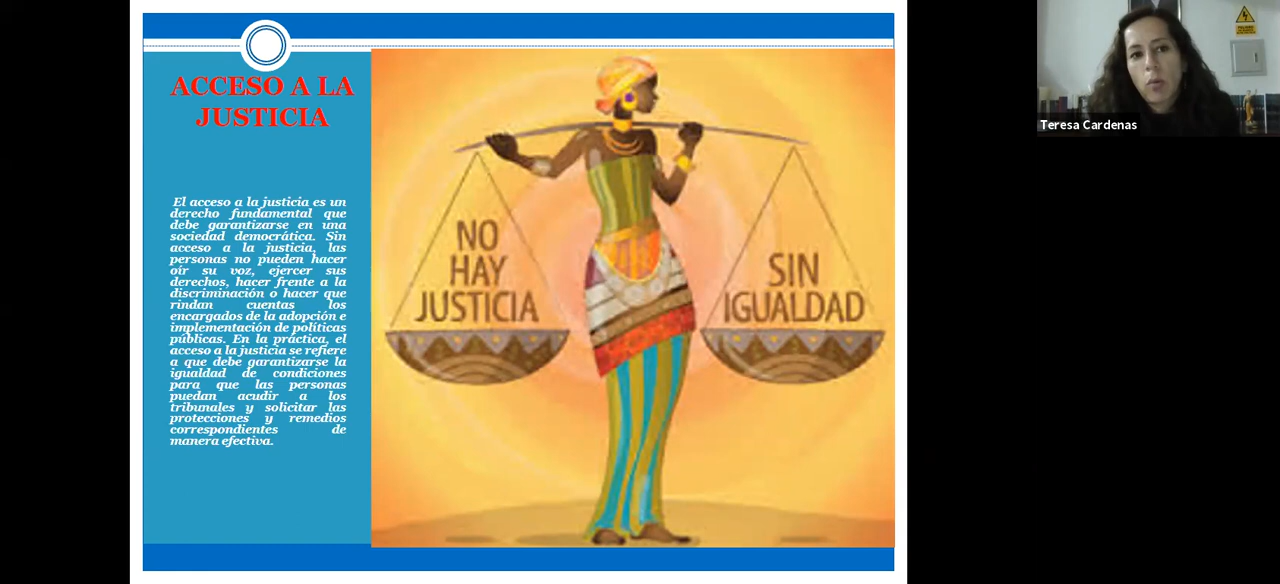 ACCESO A LA
JUSTICIA
El acceso a la justicia es un
derecho fundamental que
debe garantizarse en una
sociedad democrática. Sin
acceso a la justicia, las
personas no pueden hacer
oír su voz, ejercer sus
derechos, hacer frente a la
discriminación o hacer que
rindan cuentas los
encargados de la adopción e
implementación de políticas
públicas. En la práctica, el
acceso a la justicia se refiere
a que debe garantizarse la
igualdad de condiciones
para que las personas
puedan acudir a los
tribunales y solicitar las
protecciones y remedios
correspondientes de
manera efectiva.
NO
HAY
JUSTICIA
SIN
IGUALDAD
Teresa Cardenas